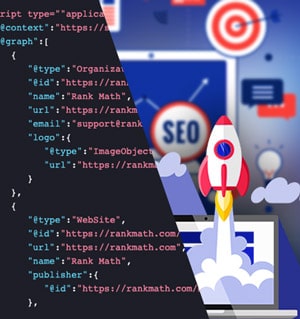 ript type=""applica
@context":"https://
@graph":[
{
"@type":"Organiza
"@id":"https://ran
"name":"Rank Math",
"url":"https://rank
"email":"support@rank
"logo":{
"@type":"ImageObjec
"url":"https://rankm
}
},
{
"@type":"WebSite",
"@id":"https://rankmath.com/
"url":"https://rankmath.com/
"name":"Rank Math",
"publisher":{
"@id":"https://rankmath.com/
},
SEO